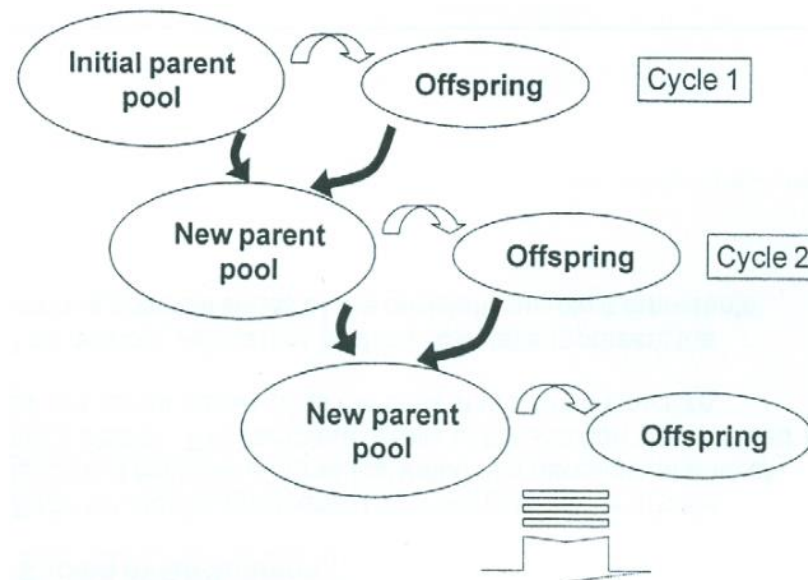 Initial parent
pool
Offspring
Cycle 1
New parent
pool
Offspring
Cycle 2
New parent
pool
Offspring